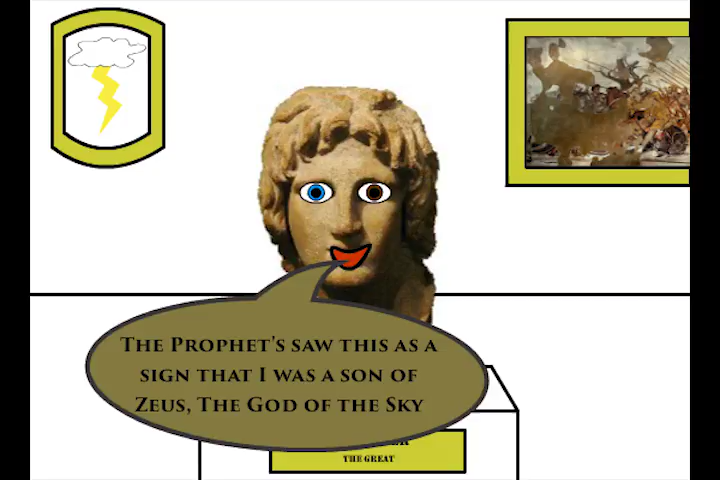 The Prophet's saw this as a
sign that I was a son of
Zeus, The God of the Sky
THE GREAT